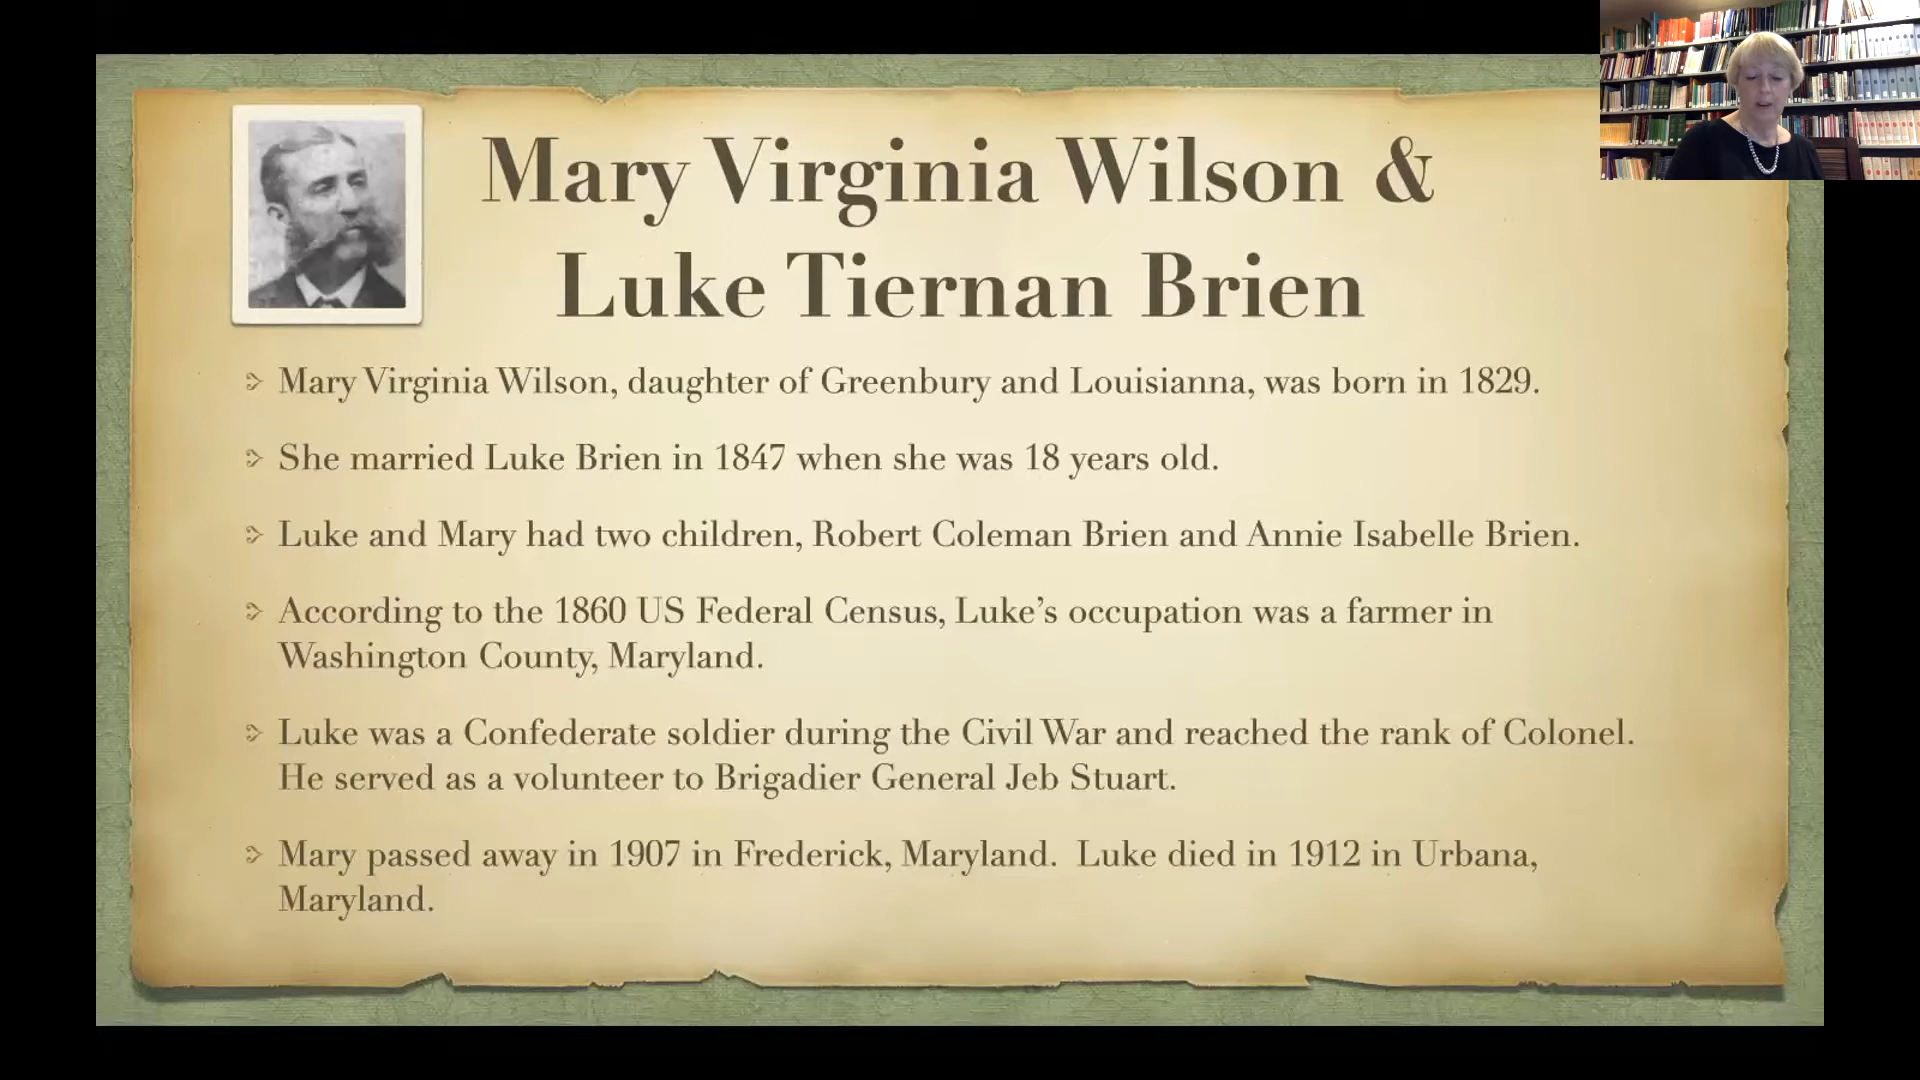 Mary Virginia Wilson &
Luke Tiernan Brien
Mary Virginia Wilson, daughter of Greenbury and Louisianna, was born in 1829.
She married Luke Brien in 1847 when she was 18 years old.
Luke and Mary had two children, Robert Coleman Brien and Annie Isabelle Brien.
According to the 1860 US Federal Census, Luke’s occupation was a farmer in
Washington County, Maryland.
Luke was a Confederate soldier during the Civil War and reached the rank of Colonel.
He served as a volunteer to Brigadier General Jeb Stuart.
Mary passed away in 1907 in Frederick, Maryland.  Luke died in 1912 in Urbana,
Maryland.